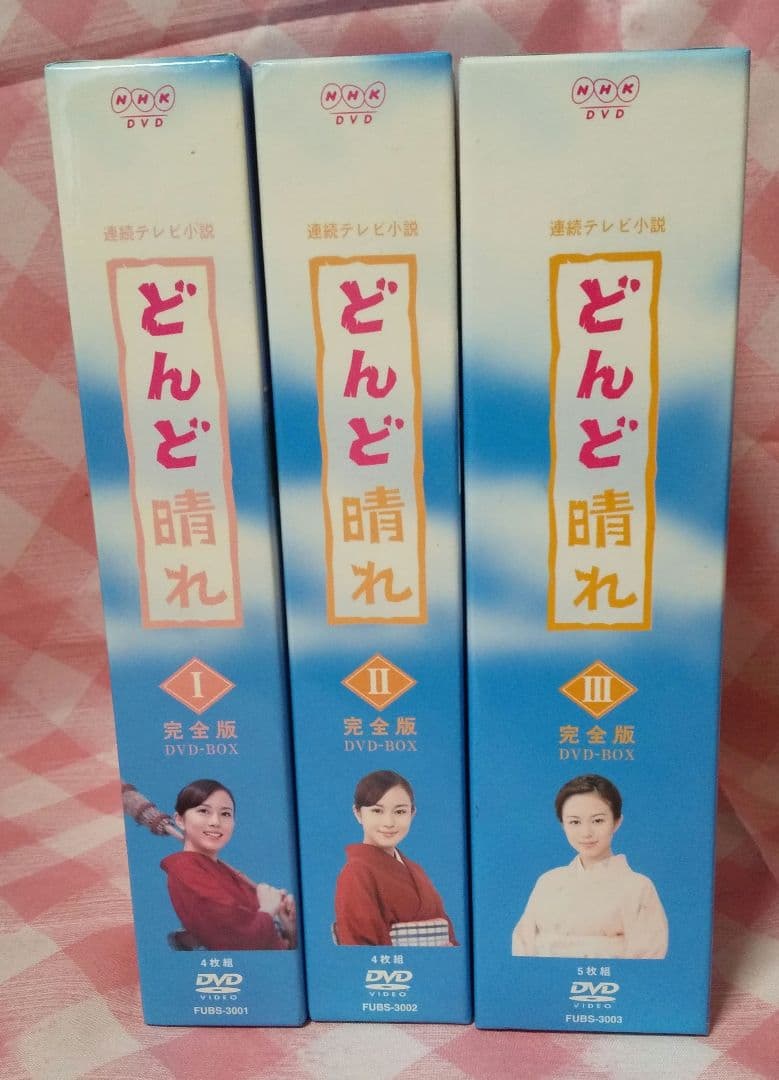 NHK
DVD
連続テレビ小説
どんど
晴れ
I
完全版
DVD-BOX
4枚組
DVD
VIDEO
FUBS-3001
NHK
DVD
連続テレビ小説
どんど
晴れ
II
完全版
DVD-BOX
4枚組
DVD
VIDEO
FUBS-3002
NHK
DVD
連続テレビ小説
どんど
晴れ
III
完全版
DVD-BOX
5枚組
DVD
VIDEO
FUBS-3003